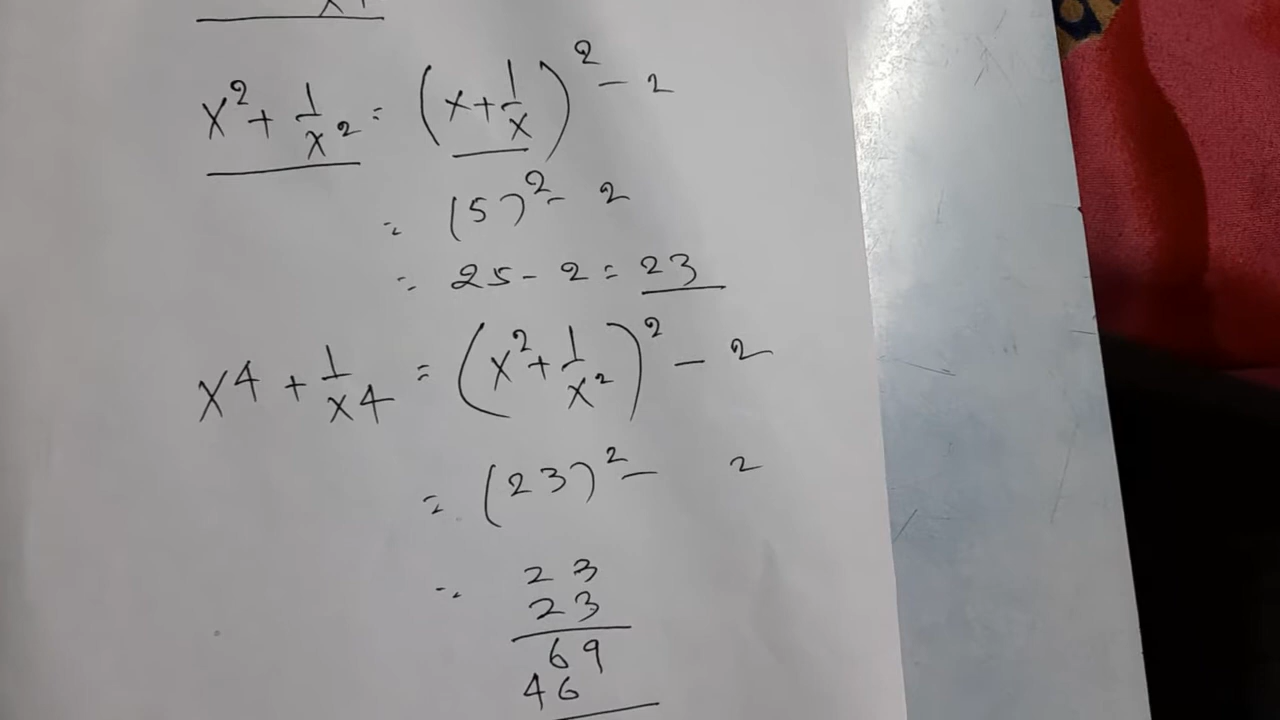 x² + 1/x² = (x + 1/x)² - 2
= (5)² - 2
= 25 - 2 = 23
x⁴ + 1/x⁴ = (x² + 1/x²)² - 2
= (23)² - 2
= 23
23
69
46